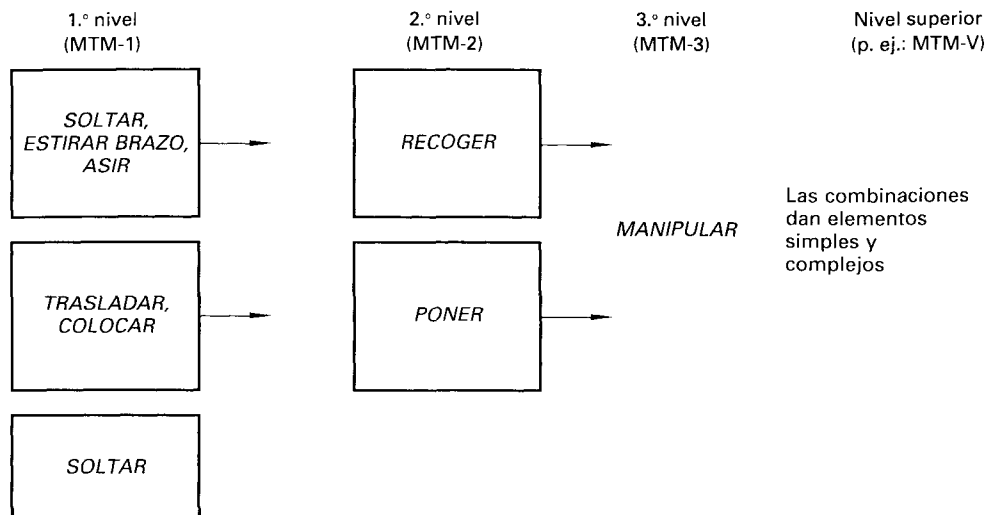 1.° nivel
(MTM-1)
2.° nivel
(MTM-2)
3.° nivel
(MTM-3)
Nivel superior
(p. ej.: MTM-V)
SOLTAR,
ESTIRAR BRAZO,
ASIR
RECOGER
MANIPULAR
Las combinaciones
dan elementos
simples y
complejos
TRASLADAR,
COLOCAR
PONER
SOLTAR